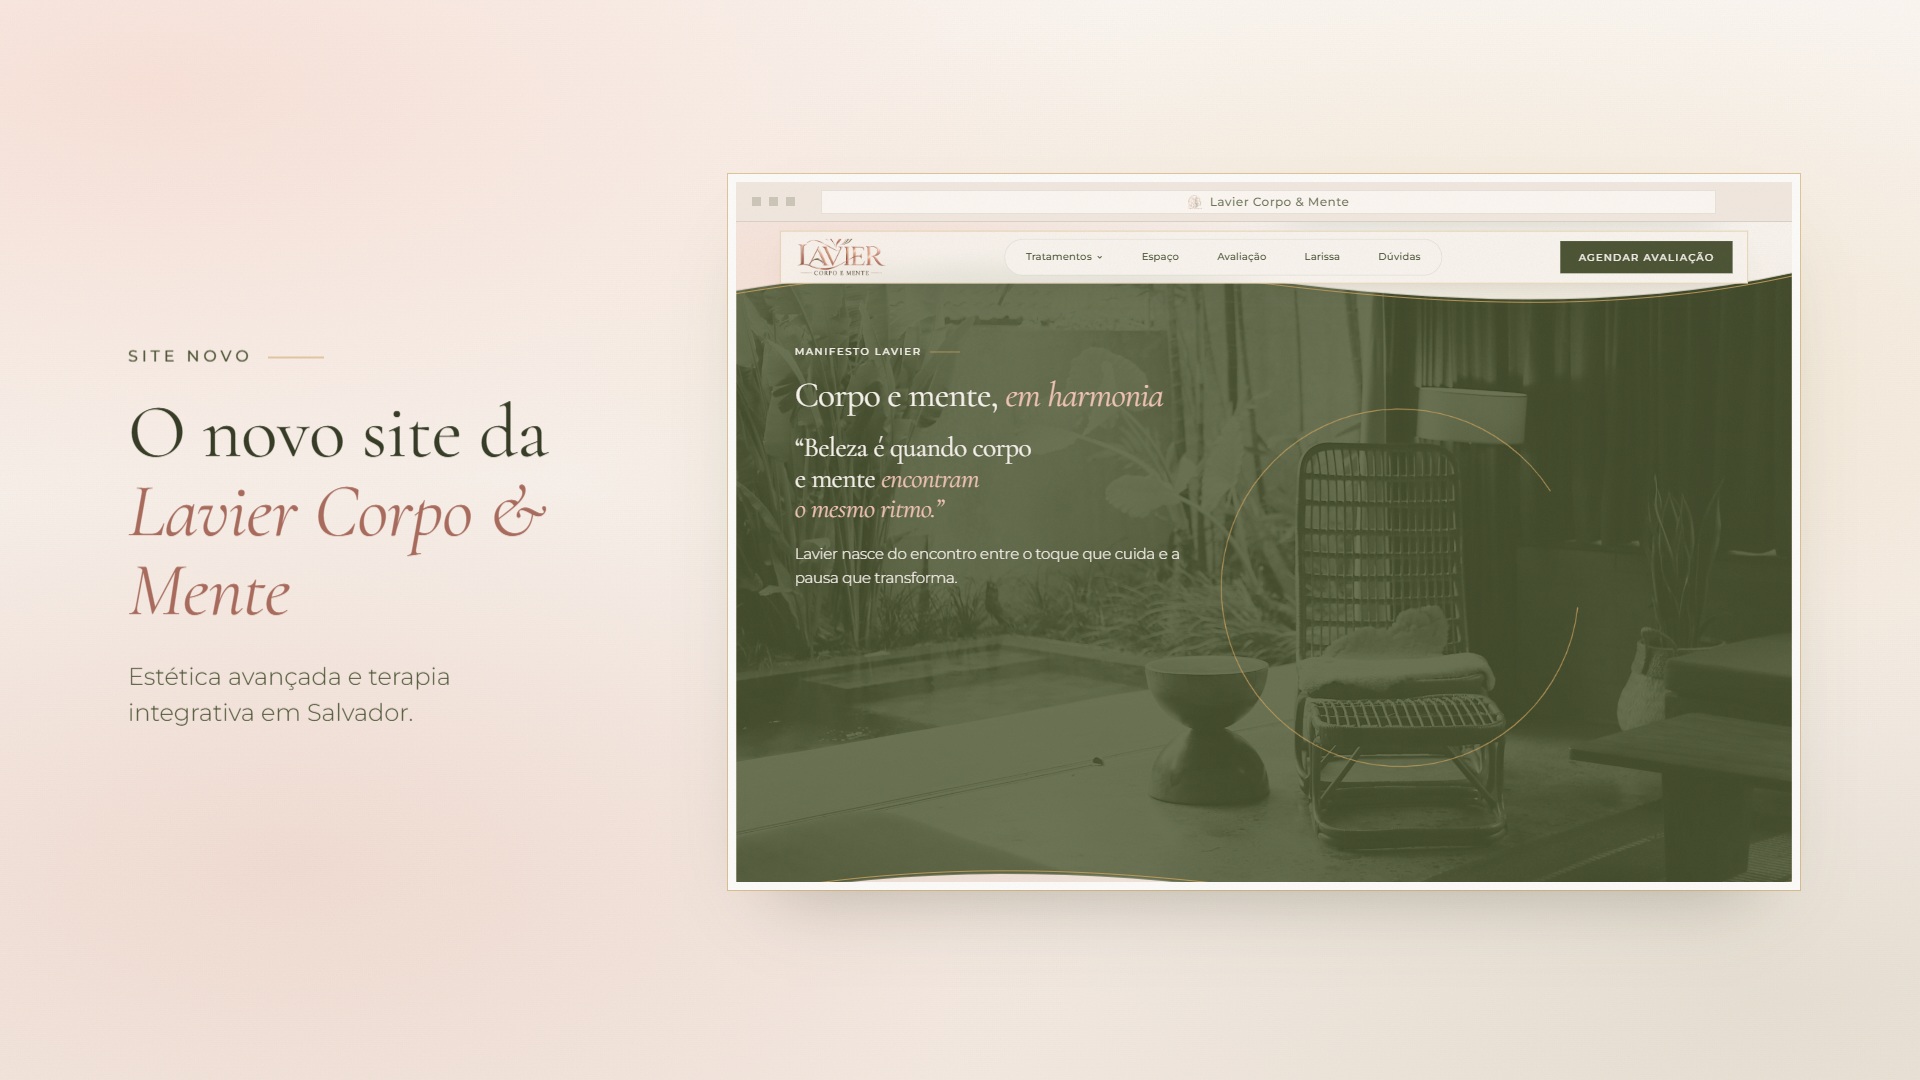 SITE NOVO
O novo site da
Lavier Corpo &
Mente
Estética avançada e terapia
integrativa em Salvador.
Lavier Corpo & Mente
LAVIER
CORPO E MENTE
Tratamentos
Espaço
Avaliação
Larissa
Dúvidas
AGENDAR AVALIAÇÃO
MANIFESTO LAVIER
Corpo e mente, em harmonia
“Beleza é quando corpo
e mente encontram
o mesmo ritmo.”
Lavier nasce do encontro entre o toque que cuida e a
pausa que transforma.